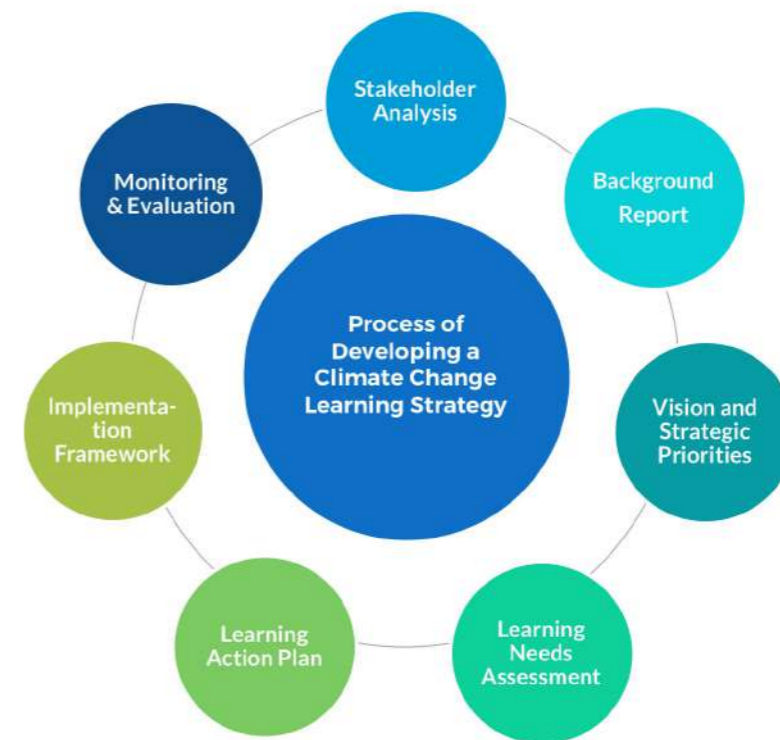 Stakeholder
Analysis
Background
Report
Vision and
Strategic
Priorities
Learning
Needs
Assessment
Learning
Action Plan
Implementa-
tion
Framework
Monitoring
& Evaluation
Process of
Developing a
Climate Change
Learning Strategy